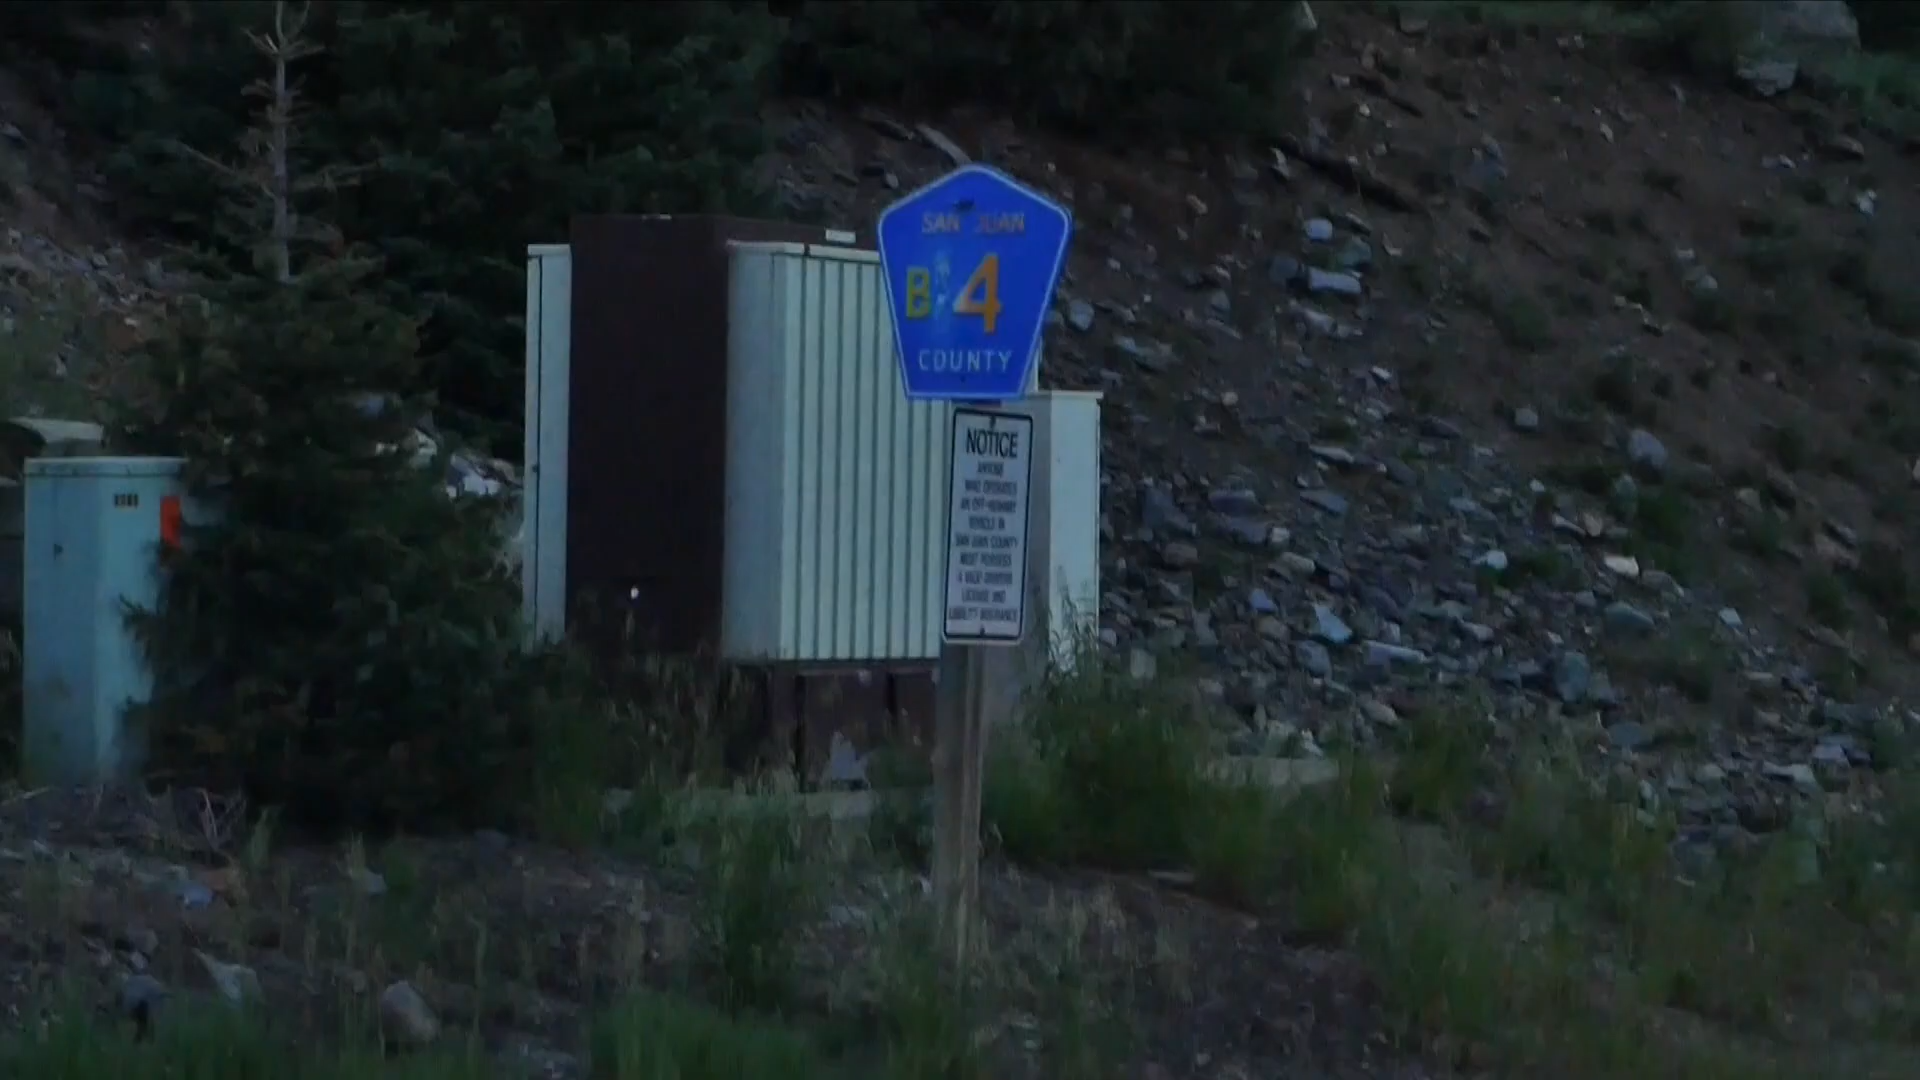 SAN JUAN
B 4
COUNTY
NOTICE
ANYONE
WHO OPERATES
AN OFF-HIGHWAY
VEHICLE IN
SAN JUAN COUNTY
MUST POSSESS
A VALID DRIVERS
LICENSE AND
LIABILITY INSURANCE